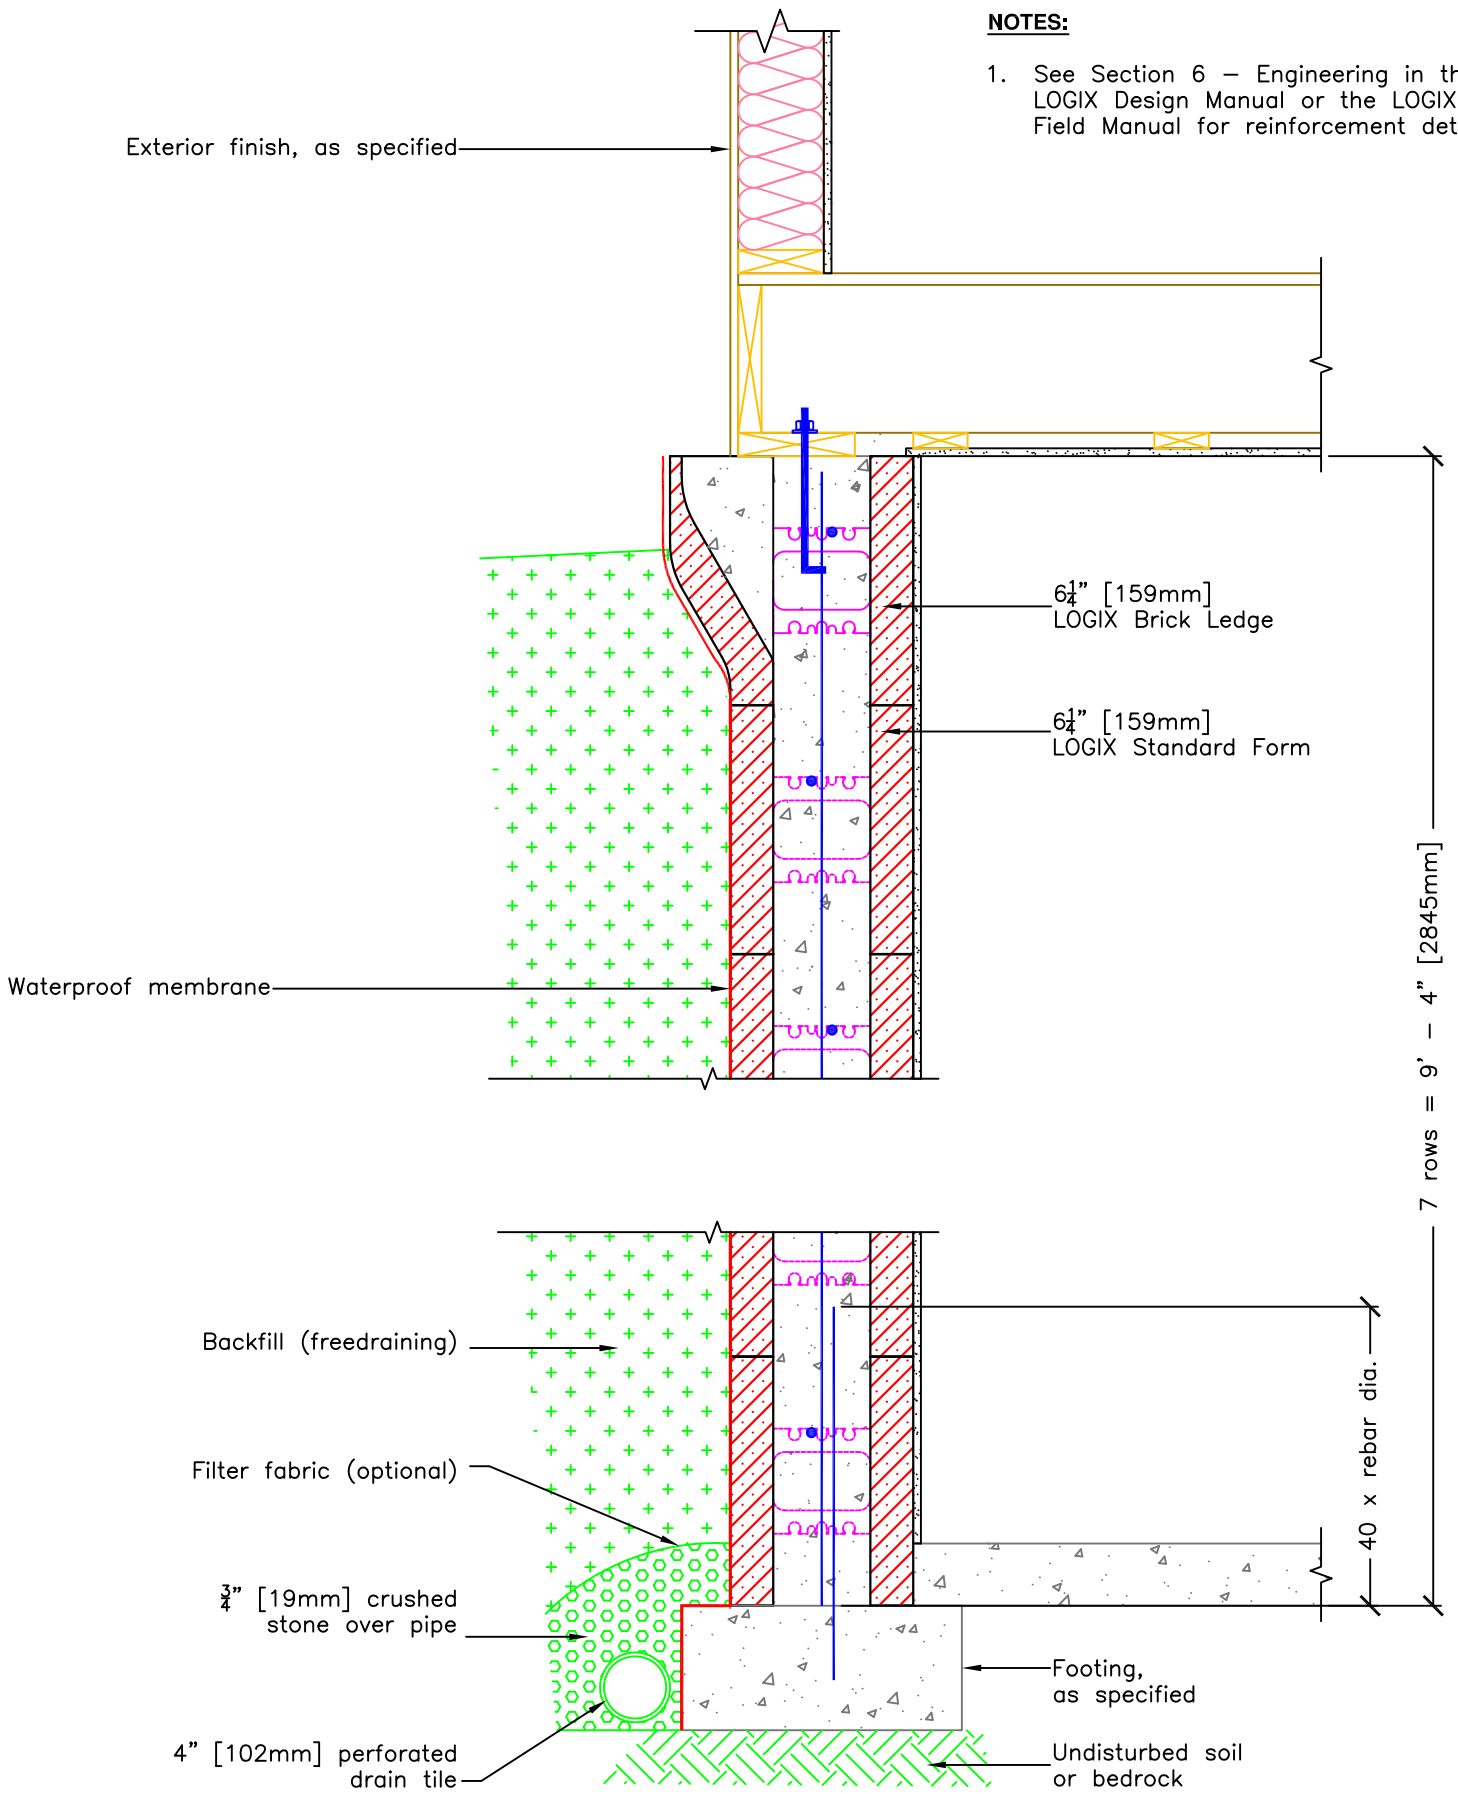 NOTES:
1. See Section 6 – Engineering in th
LOGIX Design Manual or the LOGIX
Field Manual for reinforcement det
Exterior finish, as specified
6¼" [159mm]
LOGIX Brick Ledge
6¼" [159mm]
LOGIX Standard Form
7 rows = 9' – 4" [2845mm]
Waterproof membrane
Backfill (freedraining)
40 x rebar dia.
Filter fabric (optional)
¾" [19mm] crushed
stone over pipe
Footing,
as specified
4" [102mm] perforated
drain tile
Undisturbed soil
or bedrock